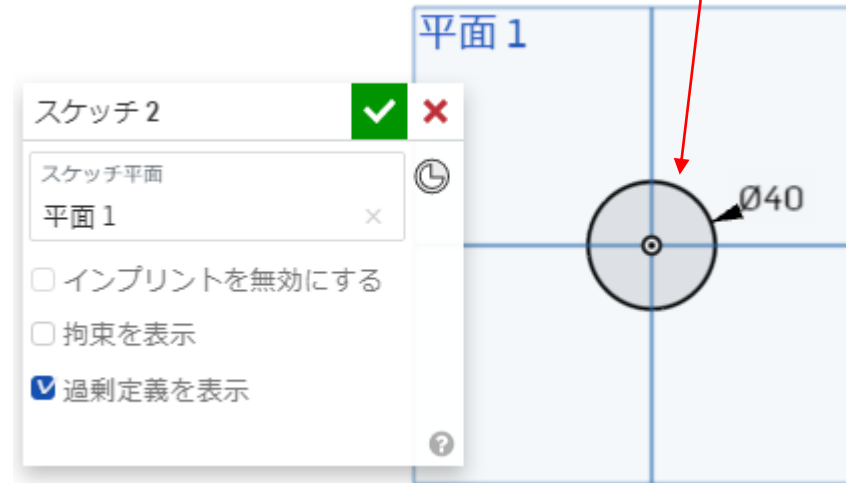 平面 1
スケッチ 2
スケッチ平面
平面 1
インプリントを無効にする
拘束を表示
過剰定義を表示
Ø40